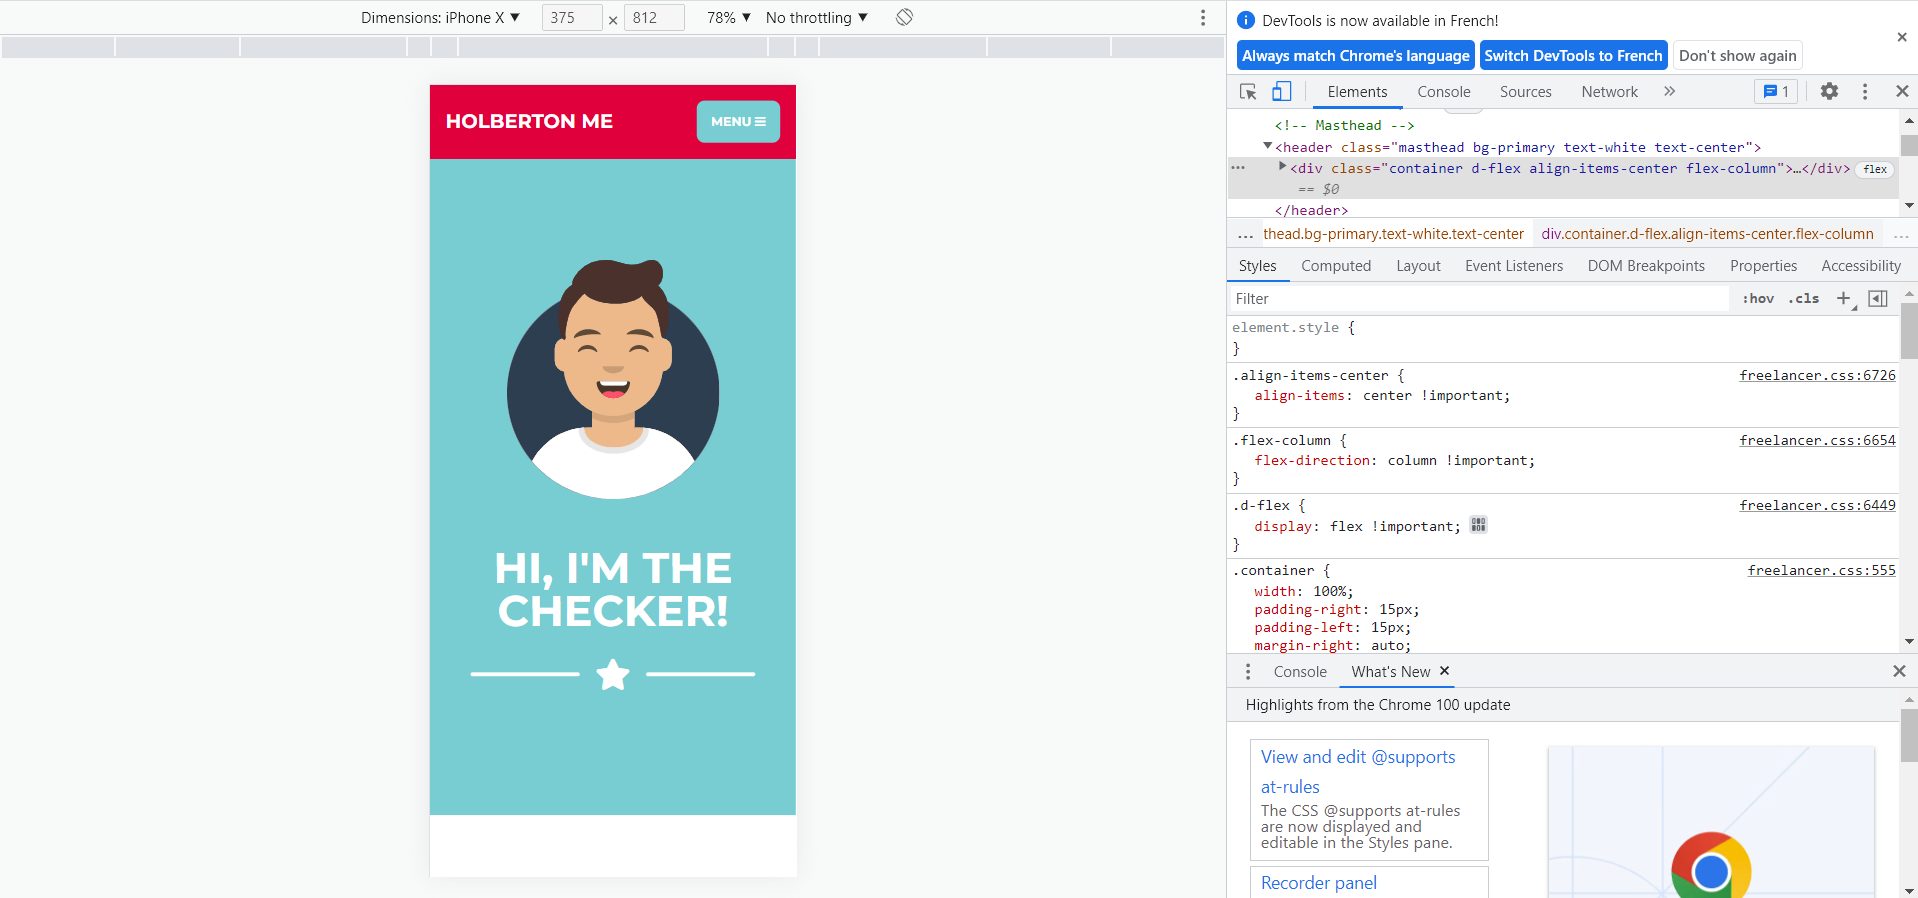 Dimensions: iPhone X ▼ 375 × 812 78% ▼ No throttling ▼
HOLBERTON ME
MENU
HI, I'M THE
CHECKER!
DevTools is now available in French!
Always match Chrome's language Switch DevTools to French Don't show again
Elements Console Sources Network » 1
<!-- Masthead -->
▼<header class="masthead bg-primary text-white text-center">
▶<div class="container d-flex align-items-center flex-column">…</div> flex
== $0
</header>
... thead.bg-primary.text-white.text-center div.container.d-flex.align-items-center.flex-column ...
Styles Computed Layout Event Listeners DOM Breakpoints Properties Accessibility
Filter :hov .cls +
element.style {
}
.align-items-center { freelancer.css:6726
align-items: center !important;
}
.flex-column { freelancer.css:6654
flex-direction: column !important;
}
.d-flex { freelancer.css:6449
display: flex !important;
}
.container { freelancer.css:555
width: 100%;
padding-right: 15px;
padding-left: 15px;
margin-right: auto;
Console What's New ×
Highlights from the Chrome 100 update
View and edit @supports
at-rules
The CSS @supports at-rules
are now displayed and
editable in the Styles pane.
Recorder panel